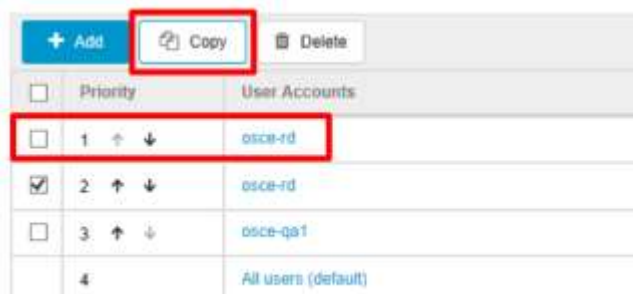 + Add Copy Delete
Priority User Accounts
1 ↑ ↓ osce-rd
2 ↑ ↓ osce-rd
3 ↑ ↓ osce-qa1
4 All users (default)